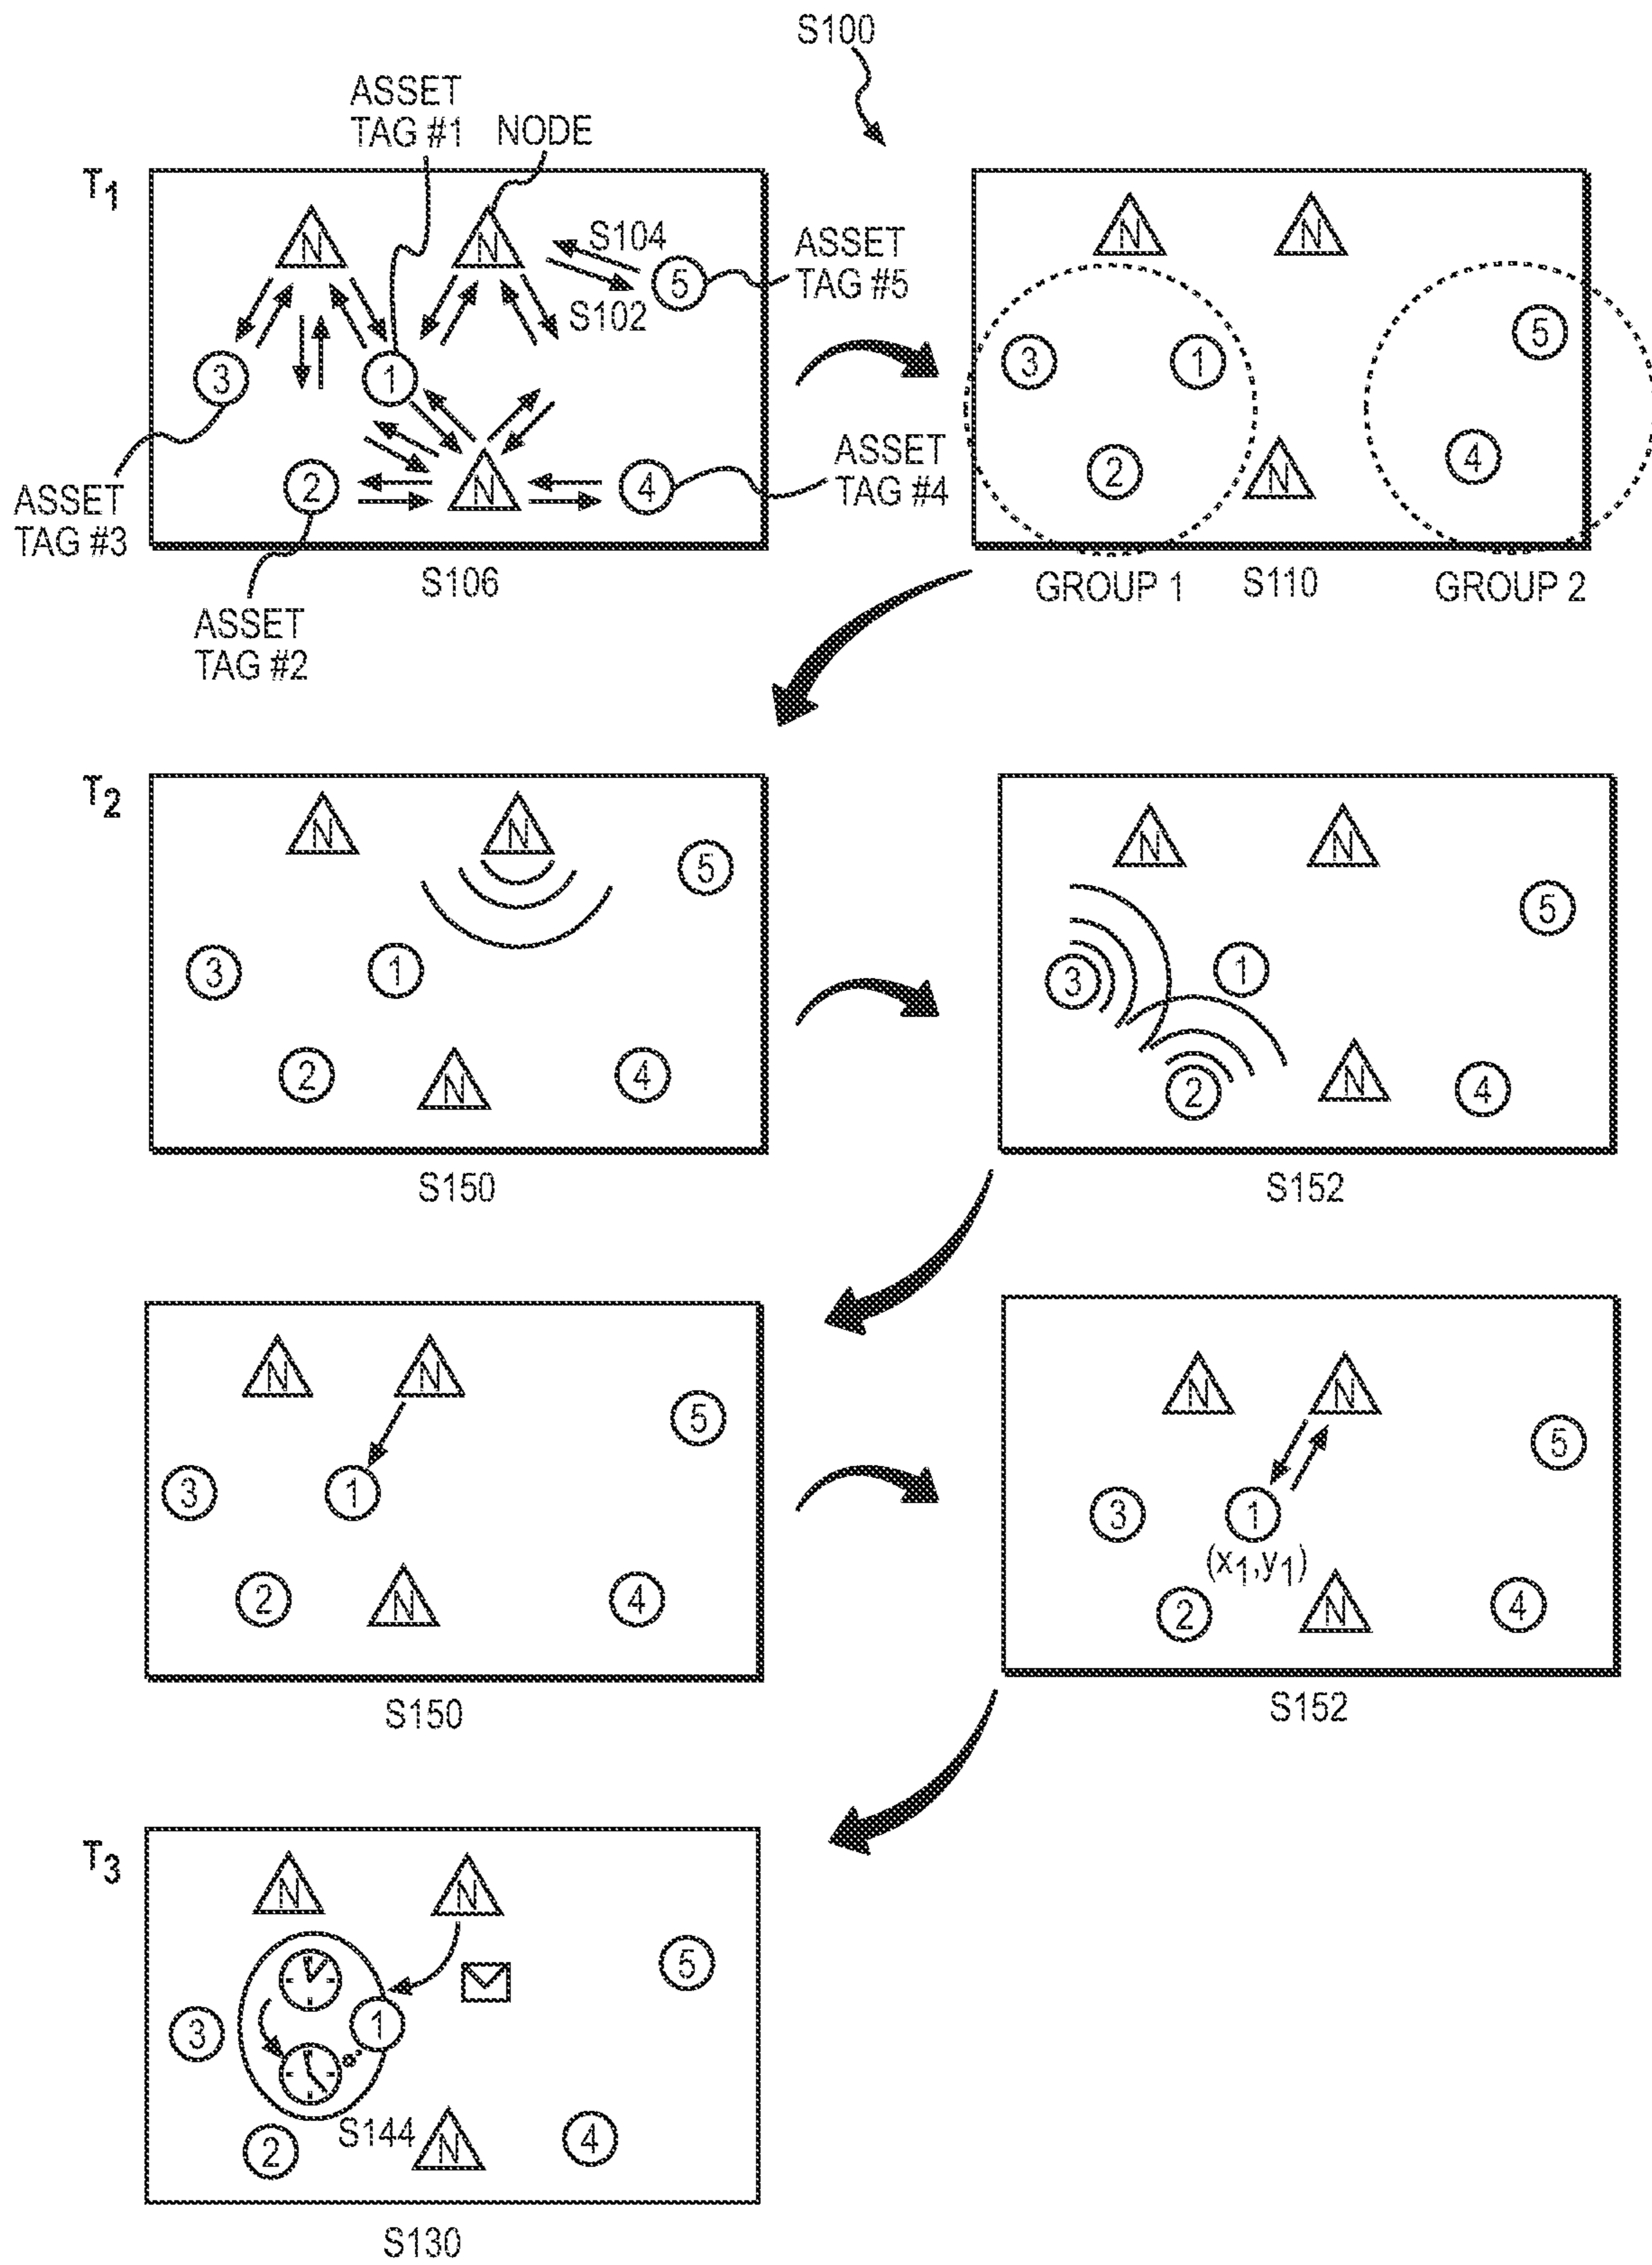 S100
ASSET
TAG #1
NODE
T1
N
N
S104
S102
5
ASSET
TAG #5
3
1
2
N
4
ASSET
TAG #4
ASSET
TAG #3
ASSET
TAG #2
S106
N
N
3
1
5
2
N
4
GROUP 1
S110
GROUP 2
T2
N
N
5
3
1
2
N
4
S150
N
N
5
3
1
2
N
4
S152
N
N
5
3
1
2
N
4
S150
N
N
5
3
1
(x1,y1)
2
N
4
S152
T3
N
N
5
3
1
2
S144
N
4
S130